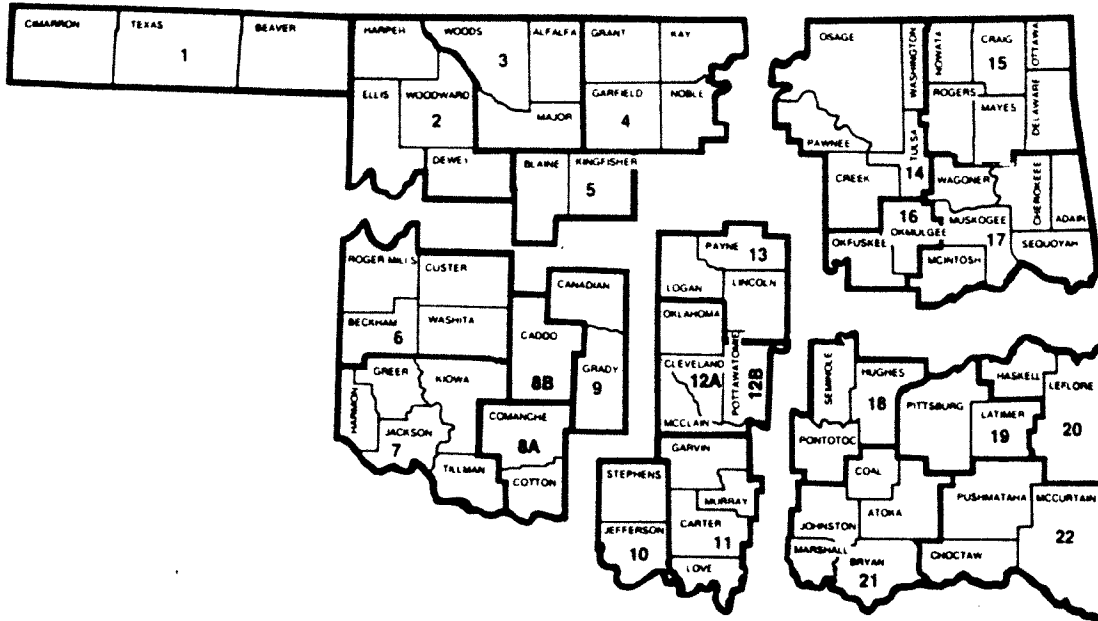 CIMARRON
TEXAS
BEAVER
1
HARPEH
WOODS
ALFALFA
3
GRANT
KAY
ELLIS
WOODWARD
2
MAJOR
GARFIELD
NOBLE
4
DEWEY
BLAINE
KINGFISHER
5
OSAGE
WASHINGTON
NOWATA
CRAIG
15
OTTAWA
ROGERS
MAYES
DELAWARE
PAWNEE
TULSA
14
CREEK
WAGONER
CHEROKEEE
ADAIR
16
OKMULGEE
MUSKOGEE
17
OKFUSKEE
MCINTOSH
SEQUOYAH
ROGER MILLS
CUSTER
BECKHAM
6
WASHITA
CANADIAN
CADDO
8B
GRADY
9
GREER
KIOWA
HARMON
JACKSON
7
COMANCHE
8A
TILLMAN
COTTON
PAYNE
13
LOGAN
LINCOLN
OKLAHOMA
CLEVELAND
12A
POTTAWATOMIE
12B
MCCLAIN
GARVIN
STEPHENS
MURRAY
JEFFERSON
10
CARTER
11
LOVE
SEMINOLE
HUGHES
18
PITTSBURG
HASKELL
LEFLORE
LATIMER
19
20
PONTOTOC
COAL
ATOKA
PUSHMATAHA
MCCURTAIN
22
JOHNSTON
MARSHALL
BRYAN
21
CHOCTAW